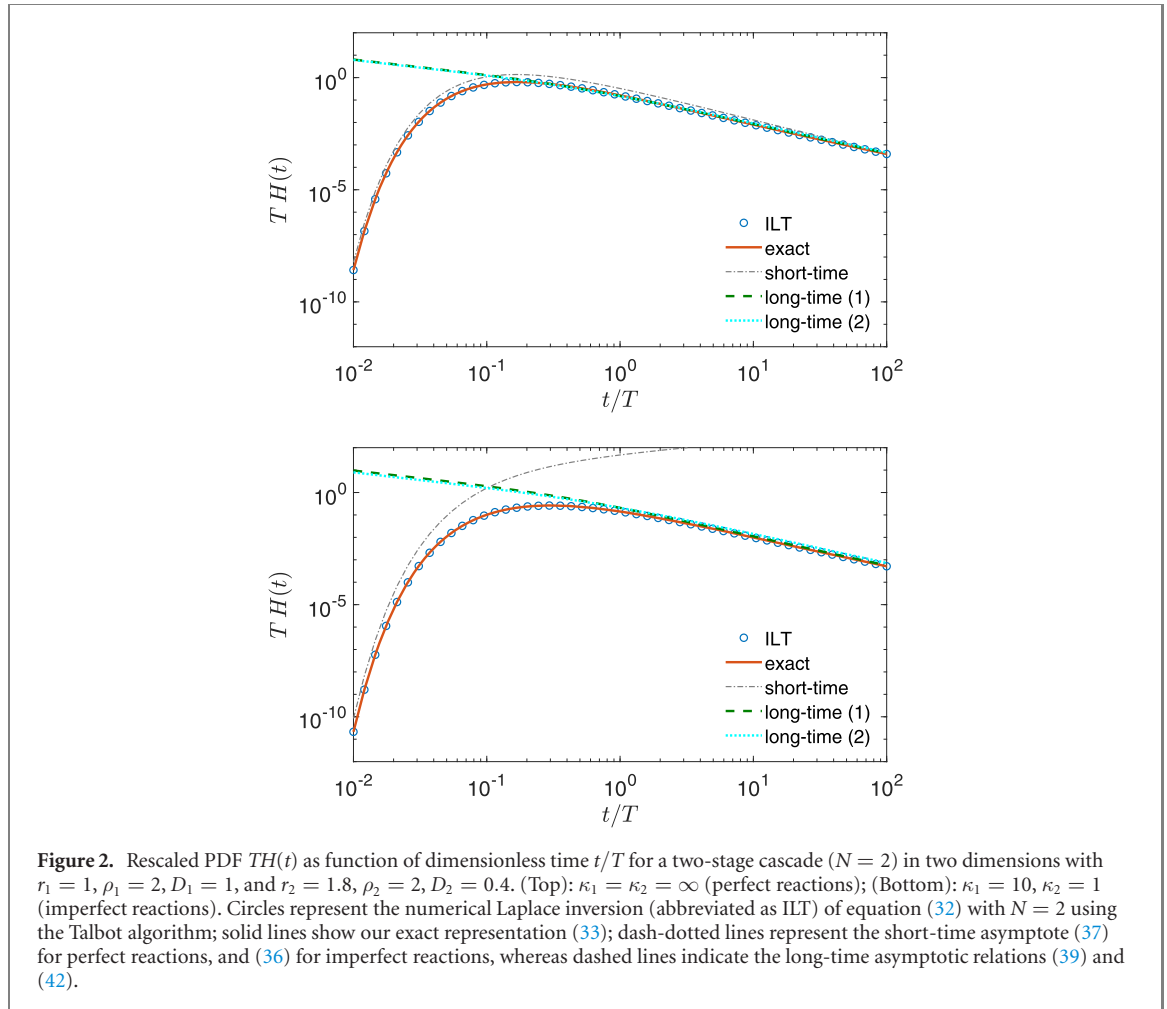 10^0
10^-5
10^-10
T H(t)
ILT
exact
short-time
long-time (1)
long-time (2)
10^-2 10^-1 10^0 10^1 10^2
t/T
10^0
10^-5
10^-10
T H(t)
ILT
exact
short-time
long-time (1)
long-time (2)
10^-2 10^-1 10^0 10^1 10^2
t/T
Figure 2. Rescaled PDF TH(t) as function of dimensionless time t/T for a two-stage cascade (N = 2) in two dimensions with
r₁ = 1, ρ₁ = 2, D₁ = 1, and r₂ = 1.8, ρ₂ = 2, D₂ = 0.4. (Top): κ₁ = κ₂ = ∞ (perfect reactions); (Bottom): κ₁ = 10, κ₂ = 1
(imperfect reactions). Circles represent the numerical Laplace inversion (abbreviated as ILT) of equation (32) with N = 2 using
the Talbot algorithm; solid lines show our exact representation (33); dash-dotted lines represent the short-time asymptote (37)
for perfect reactions, and (36) for imperfect reactions, whereas dashed lines indicate the long-time asymptotic relations (39) and
(42).